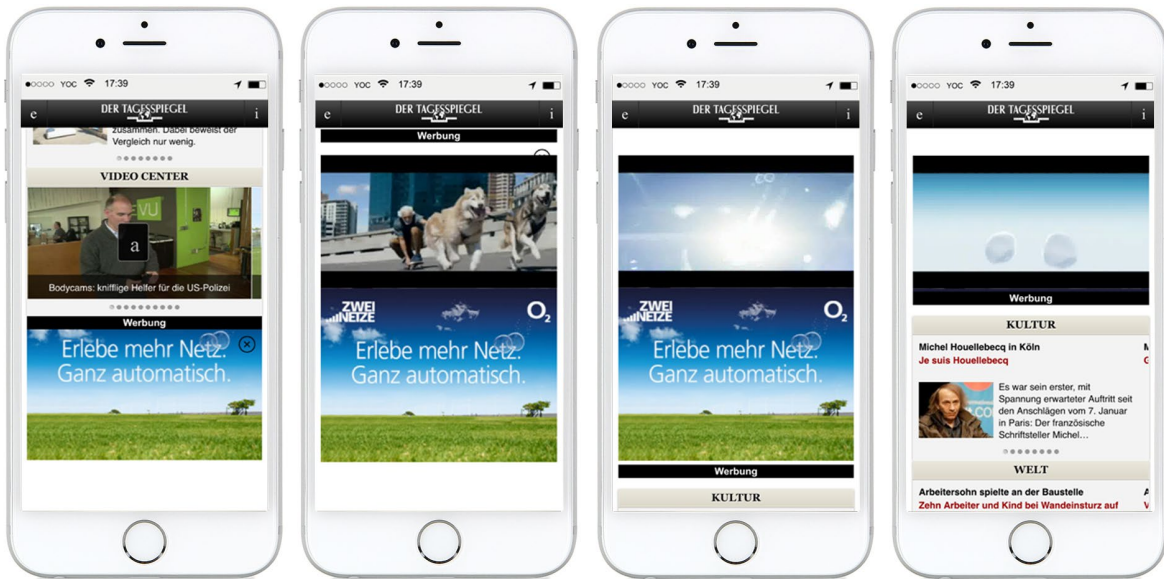 YOC 17:39
e DER TAGESSPIEGEL i
zusammen. Dabei beweist der
Vergleich nur wenig.
VIDEO CENTER
VU
a
Bodycams: knifflige Helfer für die US-Polizei
Werbung
Erlebe mehr Netz.
Ganz automatisch.
YOC 17:39
e DER TAGESSPIEGEL i
Werbung
ZWEI
NETZE
O2
Erlebe mehr Netz.
Ganz automatisch.
YOC 17:39
e DER TAGESSPIEGEL i
ZWEI
NETZE
O2
Erlebe mehr Netz.
Ganz automatisch.
Werbung
KULTUR
YOC 17:39
e DER TAGESSPIEGEL i
Werbung
KULTUR
Michel Houellebecq in Köln
Je suis Houellebecq
Es war sein erster, mit
Spannung erwarteter Auftritt seit
den Anschlägen vom 7. Januar
in Paris: Der französische
Schriftsteller Michel...
WELT
Arbeitersohn spielte an der Baustelle
Zehn Arbeiter und Kind bei Wandeinsturz auf